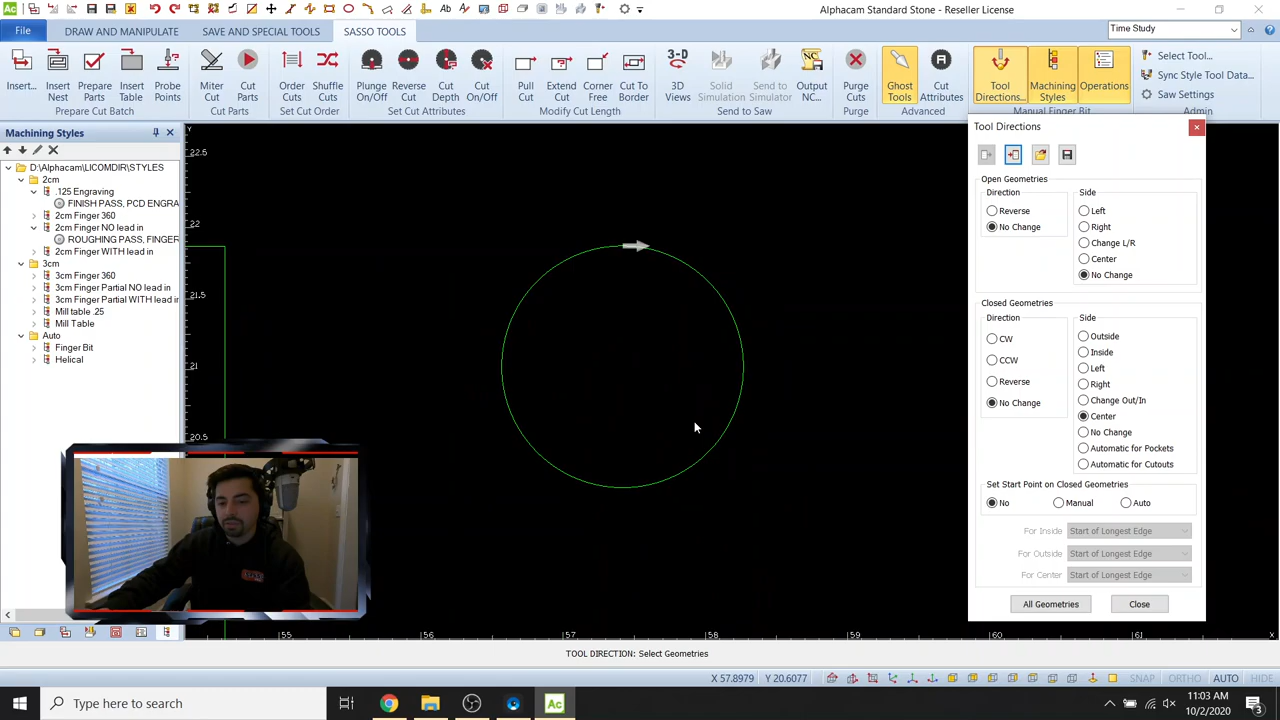 Alphacam Standard Stone - Reseller License
File
DRAW AND MANIPULATE
SAVE AND SPECIAL TOOLS
SASSO TOOLS
Time Study
Insert...
Insert Nest
Prepare Parts
Insert Table
Probe Points
Miter Cut
Cut Parts
Order Cuts
Shuffle Cuts
Plunge On/Off
Reverse Cut
Cut Depth
Cut On/Off
Pull Cut
Extend Cut
Corner Free
Cut To Border
3D Views
Solid Simulation
Send to Simulator
Output NC...
Purge Cuts
Ghost Tools
Cut Attributes
Tool Directions...
Machining Styles
Operations
Select Tool...
Sync Style Tool Data...
Saw Settings
Prepare Cut Batch
Cut Parts
Set Cut Order
Set Cut Attributes
Modify Cut Length
Send to Saw
Purge
Advanced
Manual Finger Bit
Admin
Machining Styles
D:\Alphacam\LICOMDIR\STYLES
2cm
.125 Engraving
FINISH PASS, PCD ENGRA
2cm Finger 360
2cm Finger NO lead in
ROUGHING PASS, FINGER
2cm Finger WITH lead in
3cm
3cm Finger 360
3cm Finger Partial NO lead in
3cm Finger Partial WITH lead in
Mill table .25
Mill Table
Auto
Finger Bit
Helical
Y
22.5
22
21.5
21
20.5
55
56
57
58
59
60
61
X
Tool Directions
Open Geometries
Direction
Reverse
No Change
Side
Left
Right
Change L/R
Center
No Change
Closed Geometries
Direction
CW
CCW
Reverse
No Change
Side
Outside
Inside
Left
Right
Change Out/In
Center
No Change
Automatic for Pockets
Automatic for Cutouts
Set Start Point on Closed Geometries
No
Manual
Auto
For Inside
Start of Longest Edge
For Outside
Start of Longest Edge
For Center
Start of Longest Edge
All Geometries
Close
TOOL DIRECTION: Select Geometries
X 57.8979
Y 20.6077
SNAP
ORTHO
AUTO
HIDE
Type here to search
11:03 AM
10/2/2020